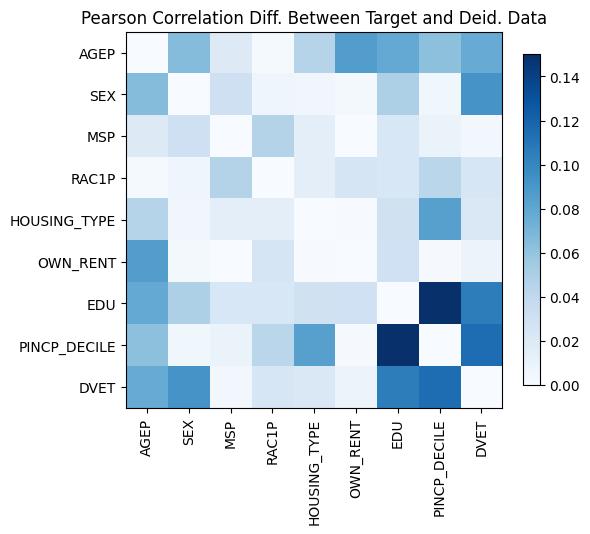 Pearson Correlation Diff. Between Target and Deid. Data
AGEP
SEX
MSP
RAC1P
HOUSING_TYPE
OWN_RENT
EDU
PINCP_DECILE
DVET
AGEP
SEX
MSP
RAC1P
HOUSING_TYPE
OWN_RENT
EDU
PINCP_DECILE
DVET
0.14
0.12
0.10
0.08
0.06
0.04
0.02
0.00